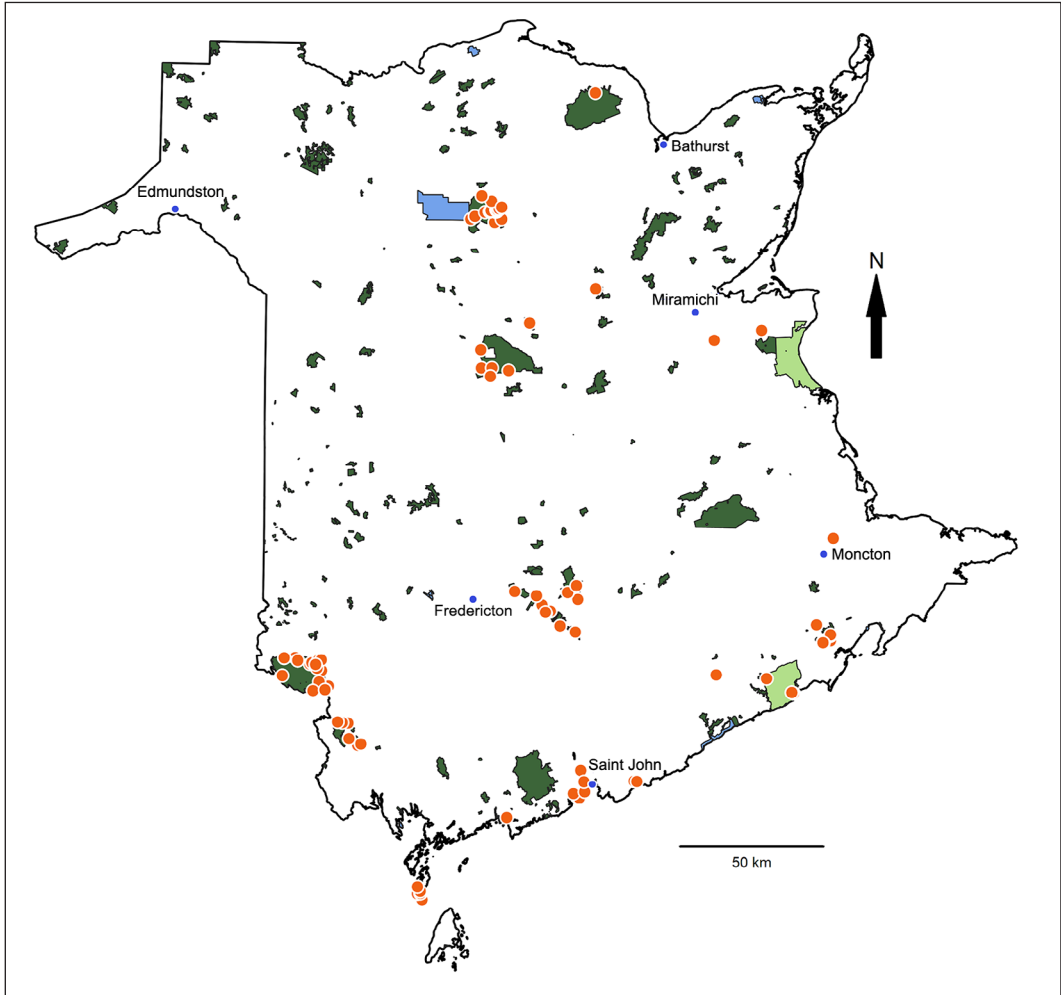 Bathurst
Edmundston
N
Miramichi
Moncton
Fredericton
Saint John
50 km